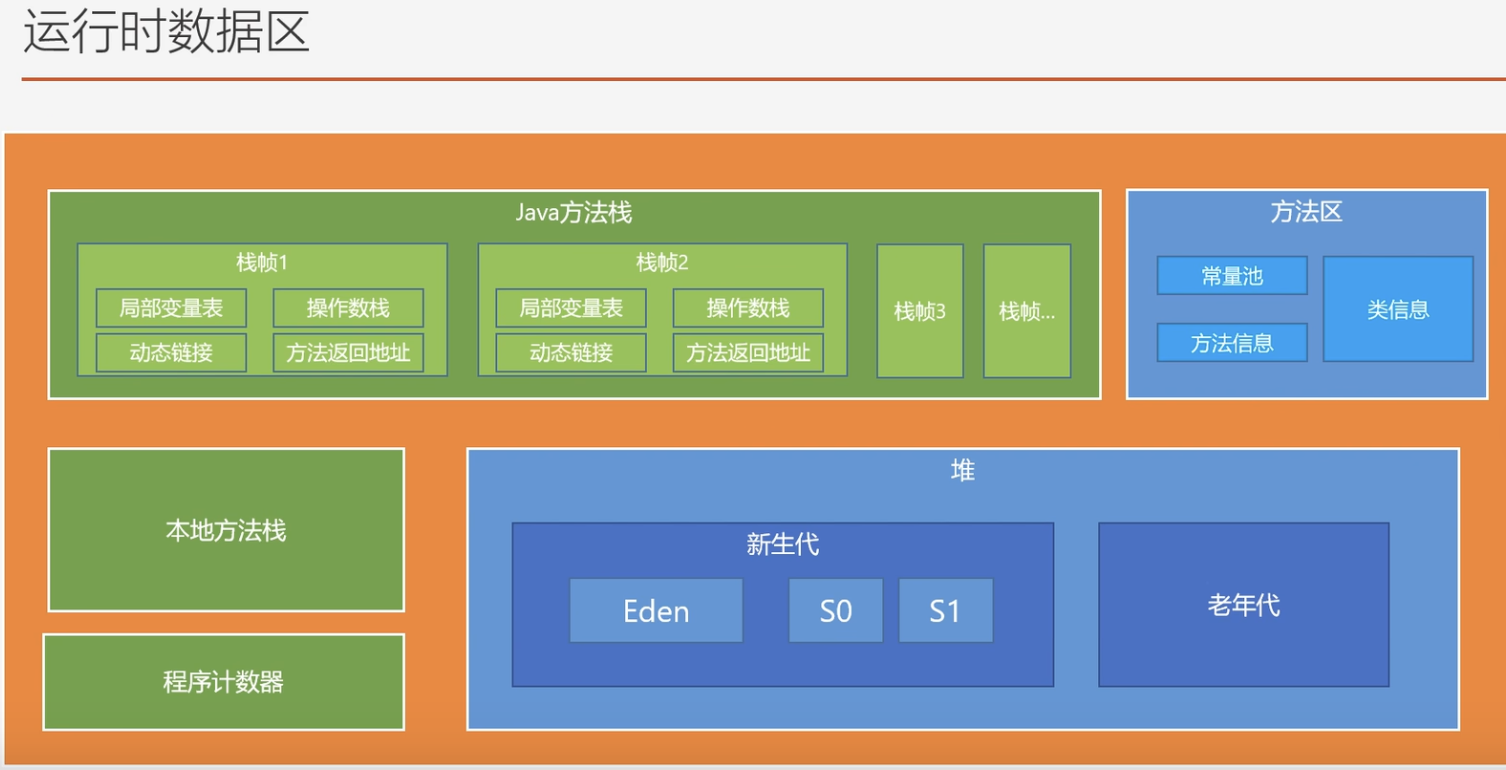 运行时数据区
Java方法栈
栈帧1
局部变量表
操作数栈
动态链接
方法返回地址
栈帧2
局部变量表
操作数栈
动态链接
方法返回地址
栈帧3
栈帧...
方法区
常量池
方法信息
类信息
本地方法栈
程序计数器
堆
新生代
Eden
S0
S1
老年代